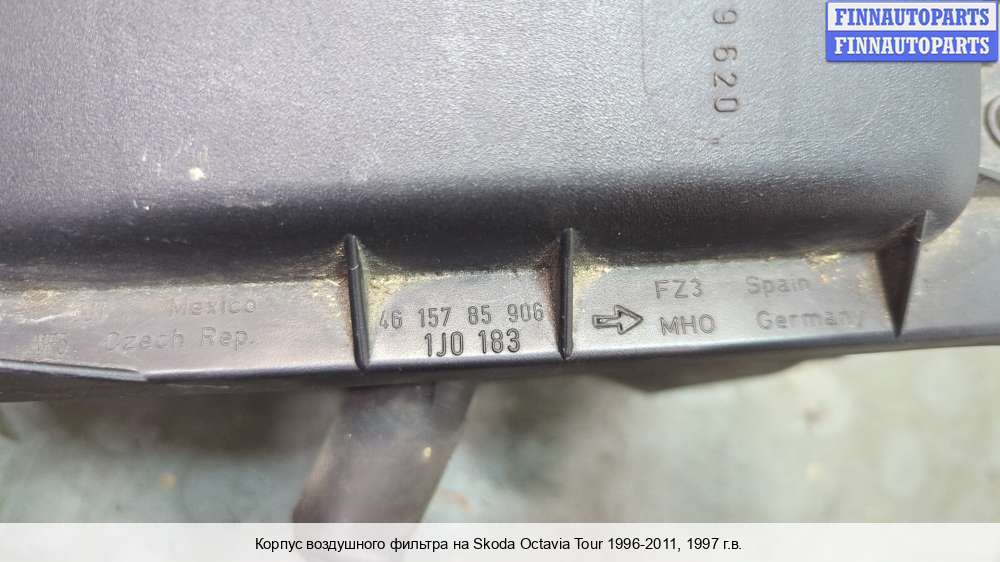 FINNAUTOPARTS
FINNAUTOPARTS
9 620
Mexico
Czech Rep.
46 157 85 906
1J0 183
FZ3 Spain
MHO Germany
Корпус воздушного фильтра на Skoda Octavia Tour 1996-2011, 1997 г.в.